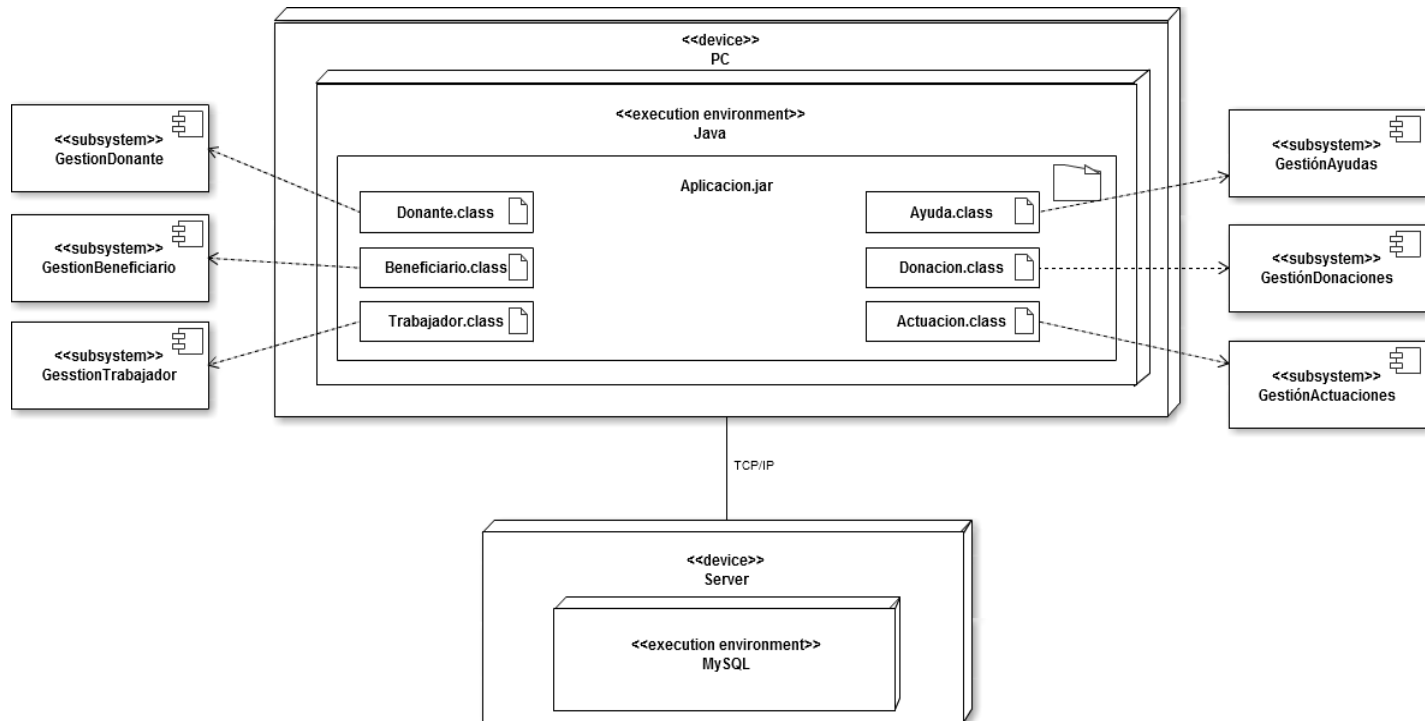 <<device>>
PC
<<execution environment>>
Java
Aplicacion.jar
<<subsystem>>
GestionDonante
<<subsystem>>
GestionBeneficiario
<<subsystem>>
GesstionTrabajador
Donante.class
Beneficiario.class
Trabajador.class
Ayuda.class
Donacion.class
Actuacion.class
<<subsystem>>
GestiónAyudas
<<subsystem>>
GestiónDonaciones
<<subsystem>>
GestiónActuaciones
TCP/IP
<<device>>
Server
<<execution environment>>
MySQL